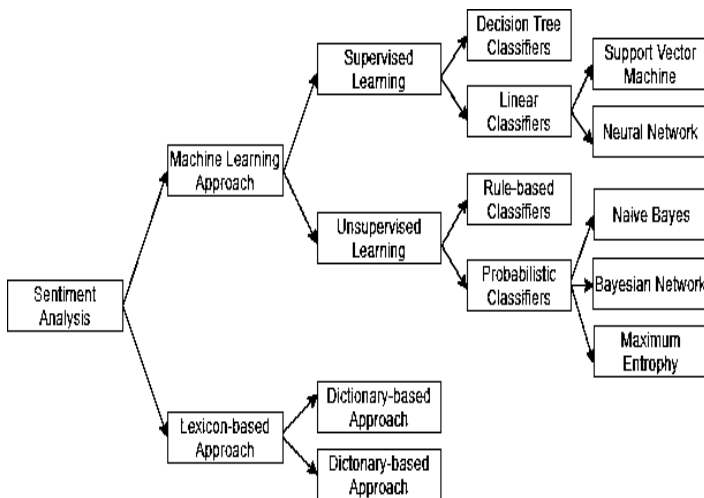 Decision Tree
Classifiers
Supervised
Learning
Support Vector
Machine
Linear
Classifiers
Neural Network
Machine Learning
Approach
Rule-based
Classifiers
Unsupervised
Learning
Naive Bayes
Probabilistic
Classifiers
Bayesian Network
Sentiment
Analysis
Maximum
Entropy
Dictionary-based
Approach
Lexicon-based
Approach
Dictonary-based
Approach